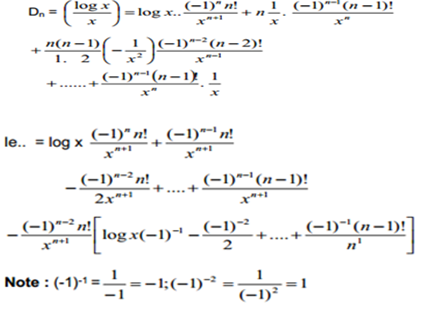 Dₙ = (log x / x) = log x.. (-1)ⁿ n! / xⁿ⁺¹ + n 1/x . (-1)ⁿ⁻¹ (n-1)! / xⁿ
+ n(n-1) / 1. 2 (- 1/x²) (-1)ⁿ⁻² (n-2)! / xⁿ⁻¹
+ ...... + (-1)ⁿ⁻¹ (n-1)! / xⁿ . 1/x
Ie.. = log x (-1)ⁿ n! / xⁿ⁺¹ + (-1)ⁿ⁻¹ n! / xⁿ⁺¹
- (-1)ⁿ⁻² n! / 2xⁿ⁺¹ + .... + (-1)ⁿ⁻¹ (n-1)! / xⁿ⁺¹
- (-1)ⁿ⁻² n! / xⁿ⁺¹ [ log x (-1)⁻¹ - (-1)⁻² / 2 + .... + (-1)⁻¹ (n-1)! / n¹ ]
Note : (-1)⁻¹ = 1 / -1 = -1; (-1)⁻² = 1 / (-1)² = 1